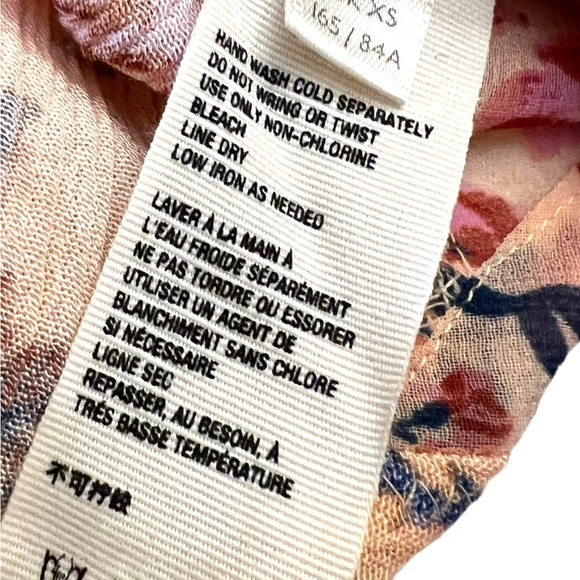 XS
165 / 84A
HAND WASH COLD SEPARATELY
DO NOT WRING OR TWIST
USE ONLY NON-CHLORINE
BLEACH
LINE DRY
LOW IRON AS NEEDED
LAVER À LA MAIN À
L'EAU FROIDE SÉPARÉMENT
NE PAS TORDRE OU ESSORER
UTILISER UN AGENT DE
BLANCHIMENT SANS CHLORE
SI NÉCESSAIRE
LIGNE SEC
REPASSER, AU BESOIN, À
TRÉS BASSE TEMPÉRATURE
不可拧绞